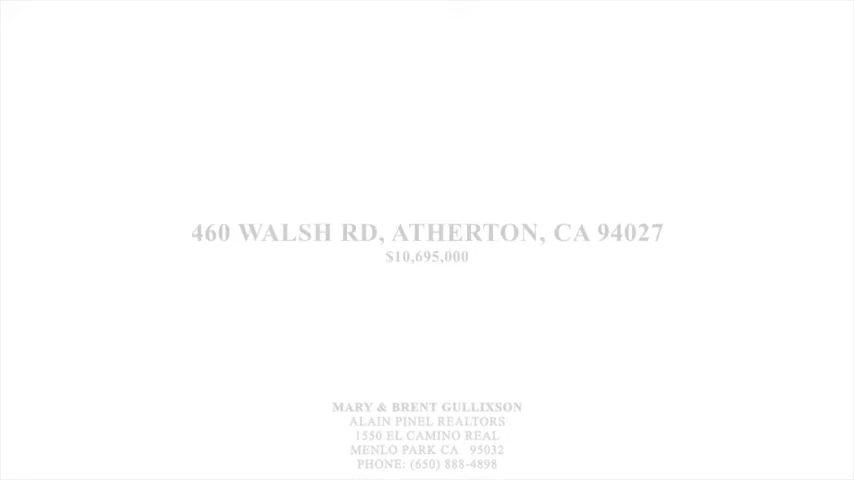 460 WALSH RD, ATHERTON, CA 94027
$10,695,000
MARY & BRENT GULLIXSON
ALAIN PINEL REALTORS
1550 EL CAMINO REAL
MENLO PARK CA 95032
PHONE: (650) 888-4898